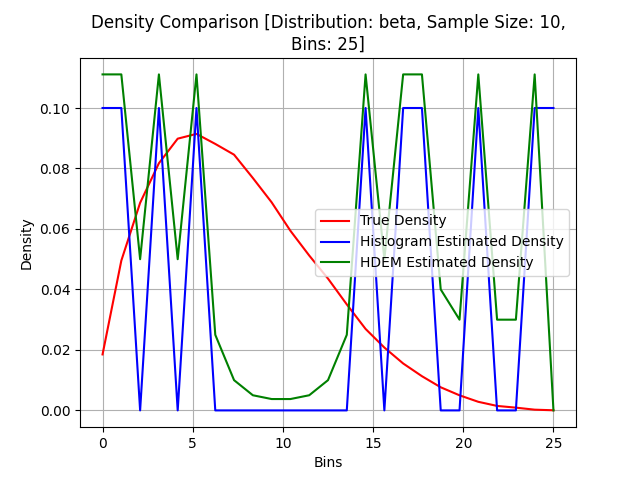 Density Comparison [Distribution: beta, Sample Size: 10,
Bins: 25]
Density
0.10
0.08
0.06
0.04
0.02
0.00
True Density
Histogram Estimated Density
HDEM Estimated Density
0 5 10 15 20 25
Bins